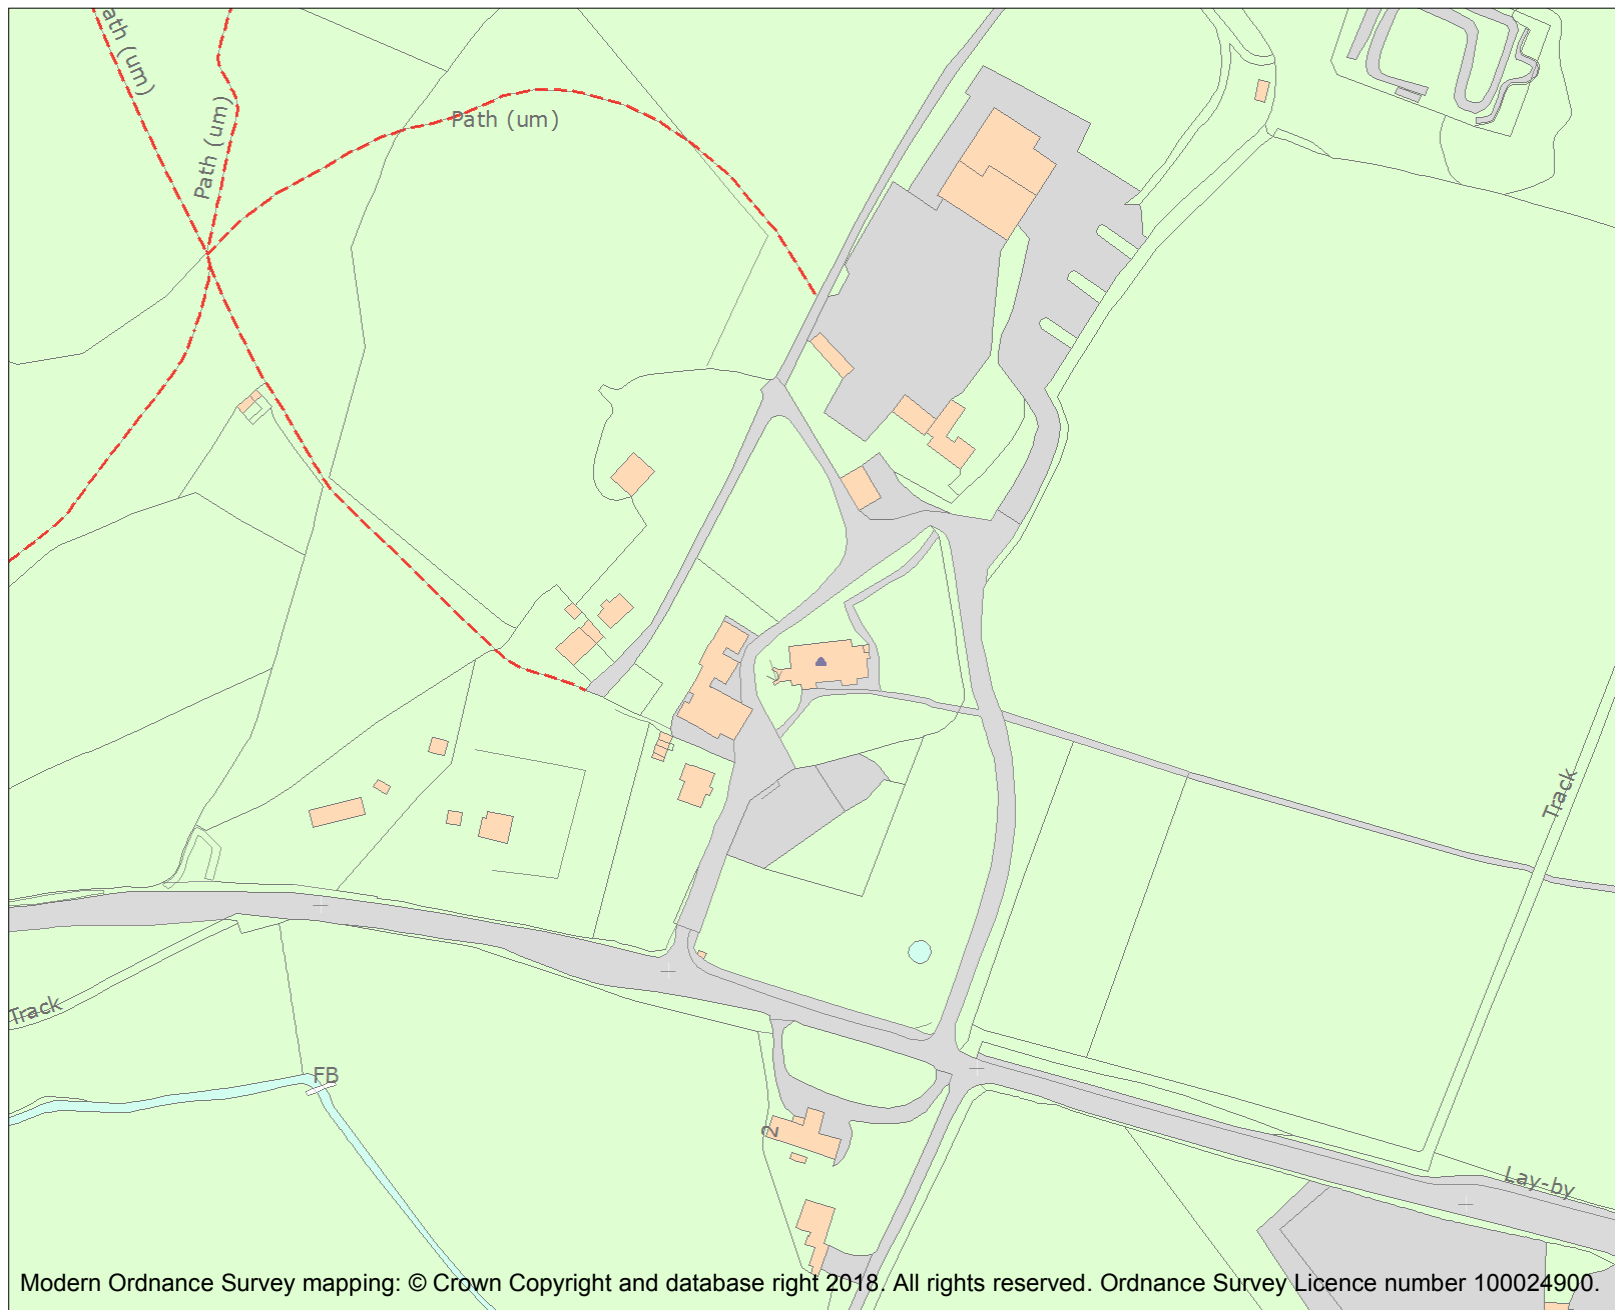 ath (um)
Path (um)
Path (um)
Track
Track
FB
2
Lay-by
Modern Ordnance Survey mapping: © Crown Copyright and database right 2018. All rights reserved. Ordnance Survey Licence number 100024900.